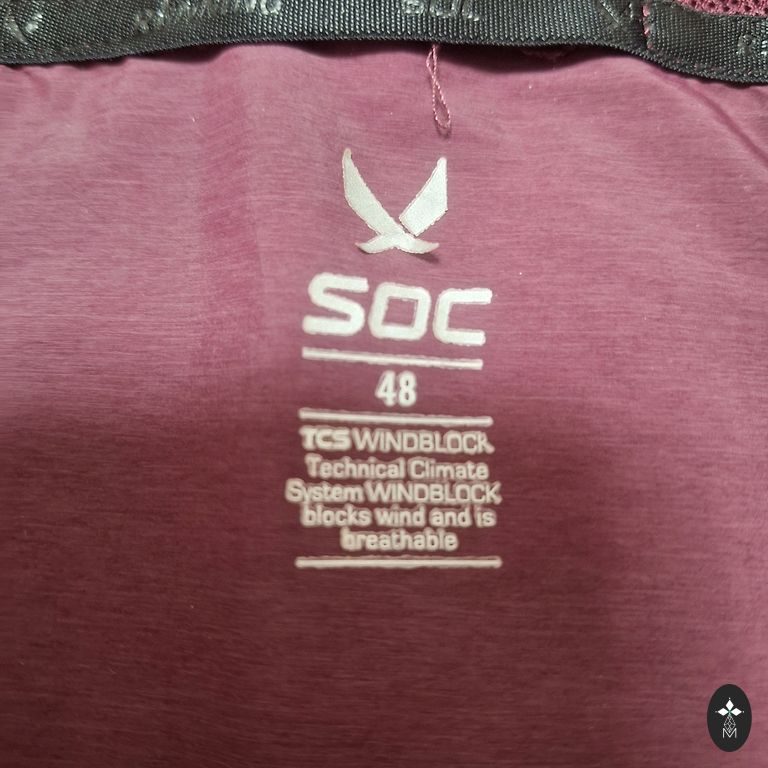 SOC
48
TCS WINDBLOCK
Technical Climate
System WINDBLOCK
blocks wind and is
breathable
M